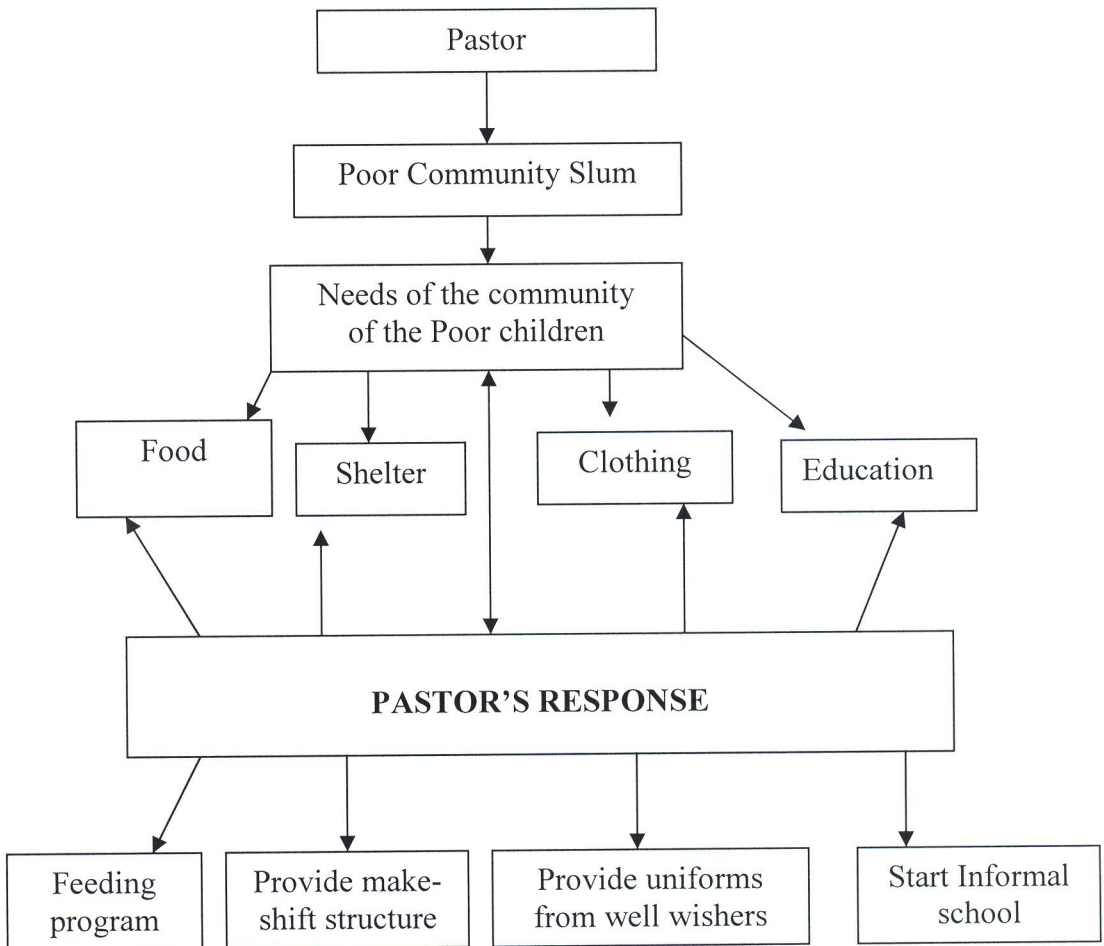 Pastor
Poor Community Slum
Needs of the community
of the Poor children
Food
Shelter
Clothing
Education
PASTOR'S RESPONSE
Feeding
program
Provide make-
shift structure
Provide uniforms
from well wishers
Start Informal
school